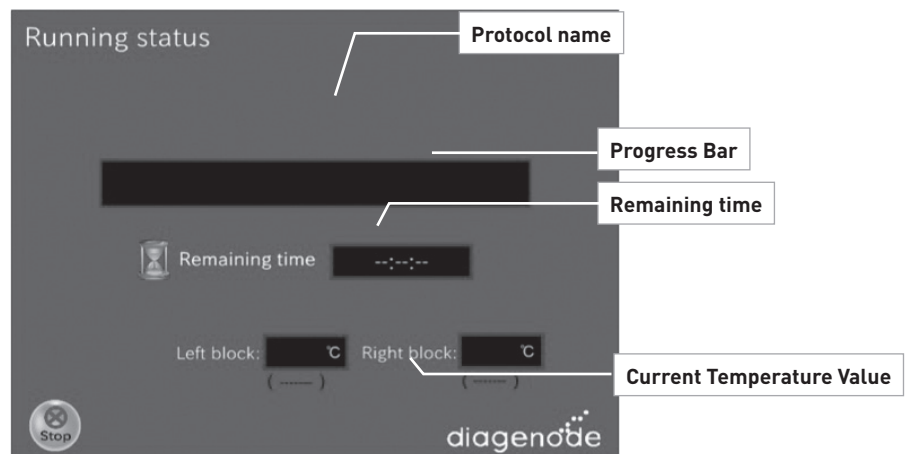 Running status
Protocol name
Progress Bar
Remaining time
Remaining time
--:--:--
Left block:
℃
Right block:
℃
( ------- )
( ------- )
Current Temperature Value
Stop
diagenode